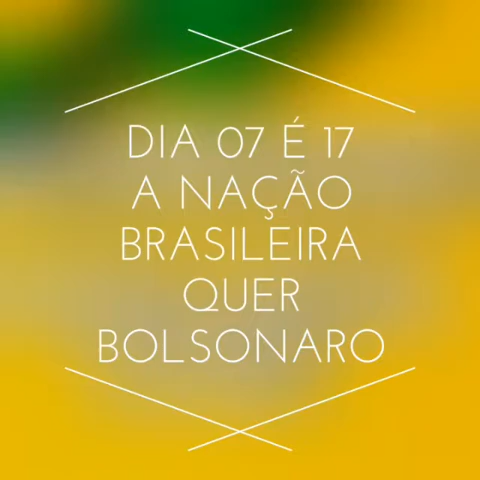 DIA 07 É 17
A NAÇÃO
BRASILEIRA
QUER
BOLSONARO